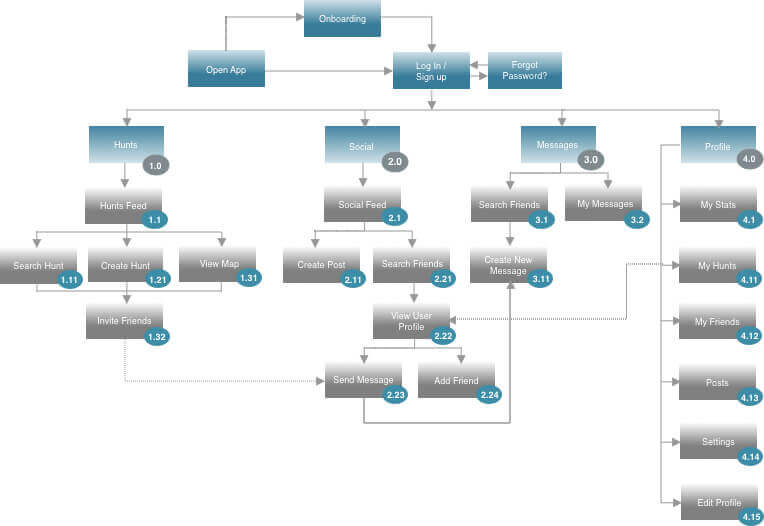 Onboarding
Open App
Log In /
Sign up
Forgot
Password?
Hunts
1.0
Social
2.0
Messages
3.0
Profile
4.0
Hunts Feed
1.1
Social Feed
2.1
Search Friends
3.1
My Messages
3.2
My Stats
4.1
Search Hunt
1.11
Create Hunt
1.21
View Map
1.31
Create Post
2.11
Search Friends
2.21
Create New
Message
3.11
My Hunts
4.11
Invite Friends
1.32
View User
Profile
2.22
My Friends
4.12
Send Message
2.23
Add Friend
2.24
Posts
4.13
Settings
4.14
Edit Profile
4.15